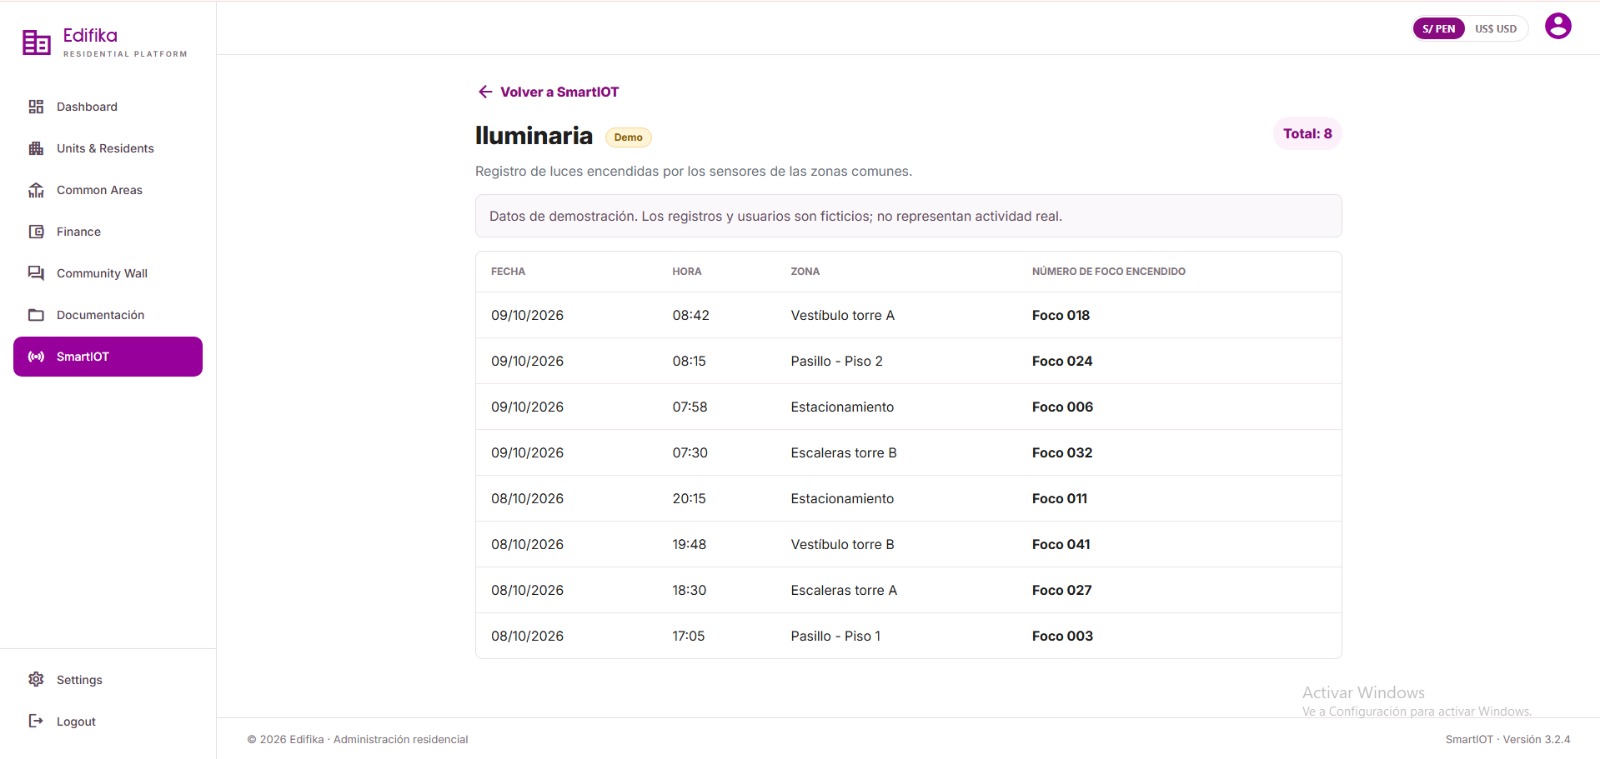 Edifika
RESIDENTIAL PLATFORM
S/ PEN US$ USD
Dashboard
Units & Residents
Common Areas
Finance
Community Wall
Documentación
SmartIOT
Settings
Logout
Volver a SmartIOT
Iluminaria Demo
Total: 8
Registro de luces encendidas por los sensores de las zonas comunes.
Datos de demostración. Los registros y usuarios son ficticios; no representan actividad real.
FECHA HORA ZONA NÚMERO DE FOCO ENCENDIDO
09/10/2026 08:42 Vestíbulo torre A Foco 018
09/10/2026 08:15 Pasillo - Piso 2 Foco 024
09/10/2026 07:58 Estacionamiento Foco 006
09/10/2026 07:30 Escaleras torre B Foco 032
08/10/2026 20:15 Estacionamiento Foco 011
08/10/2026 19:48 Vestíbulo torre B Foco 041
08/10/2026 18:30 Escaleras torre A Foco 027
08/10/2026 17:05 Pasillo - Piso 1 Foco 003
Activar Windows
Ve a Configuración para activar Windows.
© 2026 Edifika · Administración residencial
SmartIOT · Versión 3.2.4